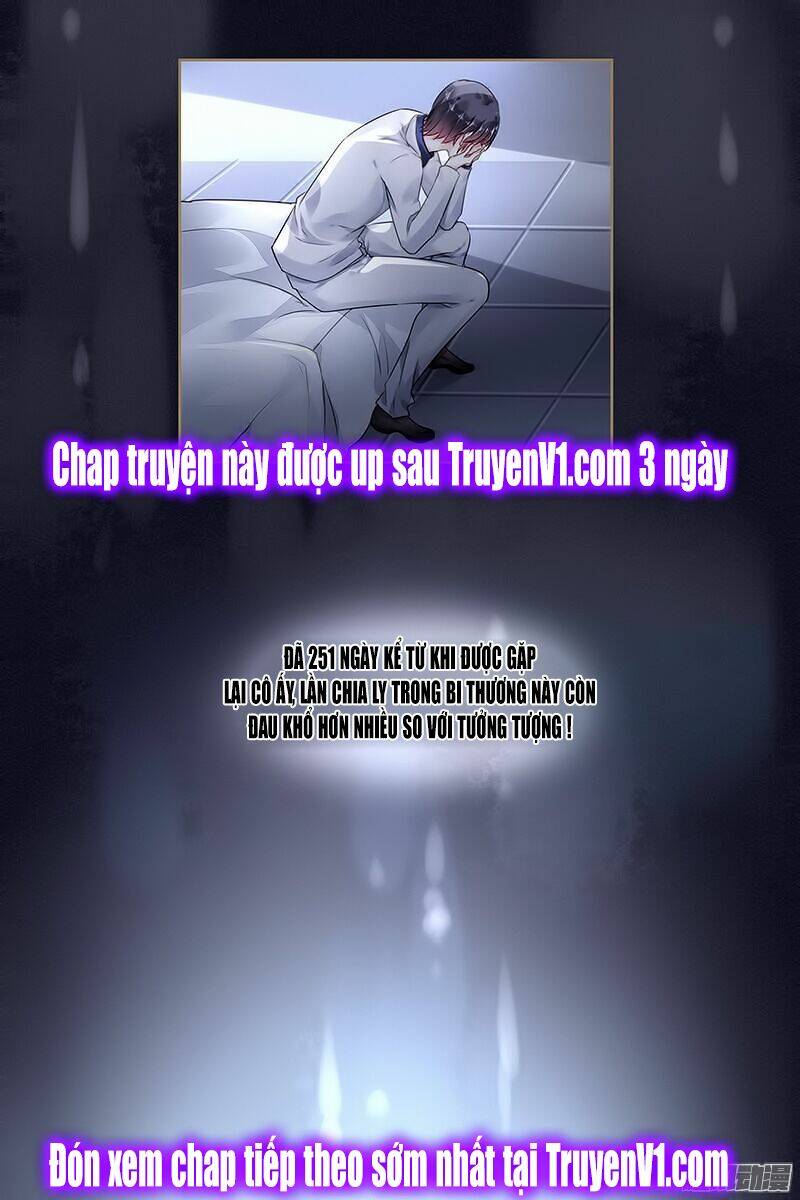 Chap truyện này được up sau TruyenV1.com 3 ngày
ĐÃ 251 NGÀY KỂ TỪ KHI ĐƯỢC GẶP
LẠI CÔ ẤY, LẦN CHIA LY TRONG BI THƯƠNG NÀY CÒN
ĐAU KHỔ HƠN NHIỀU SO VỚI TƯỞNG TƯỢNG !
Đón xem chap tiếp theo sớm nhất tại TruyenV1.com
动漫